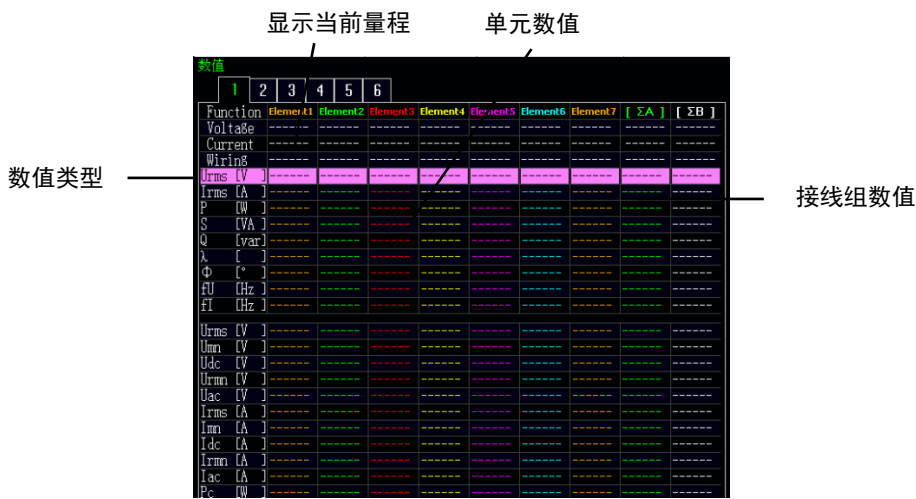 显示当前量程 单元数值
数值
1 2 3 4 5 6
Function Element1 Element2 Element3 Element4 Element5 Element6 Element7 [ ΣA ] [ ΣB ]
Voltage ------ ------ ------ ------ ------ ------ ------ ------ ------
Current ------ ------ ------ ------ ------ ------ ------ ------ ------
Wiring ------ ------ ------ ------ ------ ------ ------ ------ ------
数值类型
Urms [V ] ------ ------ ------ ------ ------ ------ ------ ------ ------
Irms [A ] ------ ------ ------ ------ ------ ------ ------ ------ ------
接线组数值
P [W ] ------ ------ ------ ------ ------ ------ ------ ------ ------
S [VA ] ------ ------ ------ ------ ------ ------ ------ ------ ------
Q [var] ------ ------ ------ ------ ------ ------ ------ ------ ------
λ [ ] ------ ------ ------ ------ ------ ------ ------ ------ ------
Φ [° ] ------ ------ ------ ------ ------ ------ ------ ------ ------
fU [Hz ] ------ ------ ------ ------ ------ ------ ------ ------ ------
fI [Hz ] ------ ------ ------ ------ ------ ------ ------ ------ ------
Urms [V ] ------ ------ ------ ------ ------ ------ ------ ------ ------
Umn [V ] ------ ------ ------ ------ ------ ------ ------ ------ ------
Udc [V ] ------ ------ ------ ------ ------ ------ ------ ------ ------
Urmn [V ] ------ ------ ------ ------ ------ ------ ------ ------ ------
Uac [V ] ------ ------ ------ ------ ------ ------ ------ ------ ------
Irms [A ] ------ ------ ------ ------ ------ ------ ------ ------ ------
Imn [A ] ------ ------ ------ ------ ------ ------ ------ ------ ------
Idc [A ] ------ ------ ------ ------ ------ ------ ------ ------ ------
Irmn [A ] ------ ------ ------ ------ ------ ------ ------ ------ ------
Iac [A ] ------ ------ ------ ------ ------ ------ ------ ------ ------
Pc [W ] ------ ------ ------ ------ ------ ------ ------ ------ ------